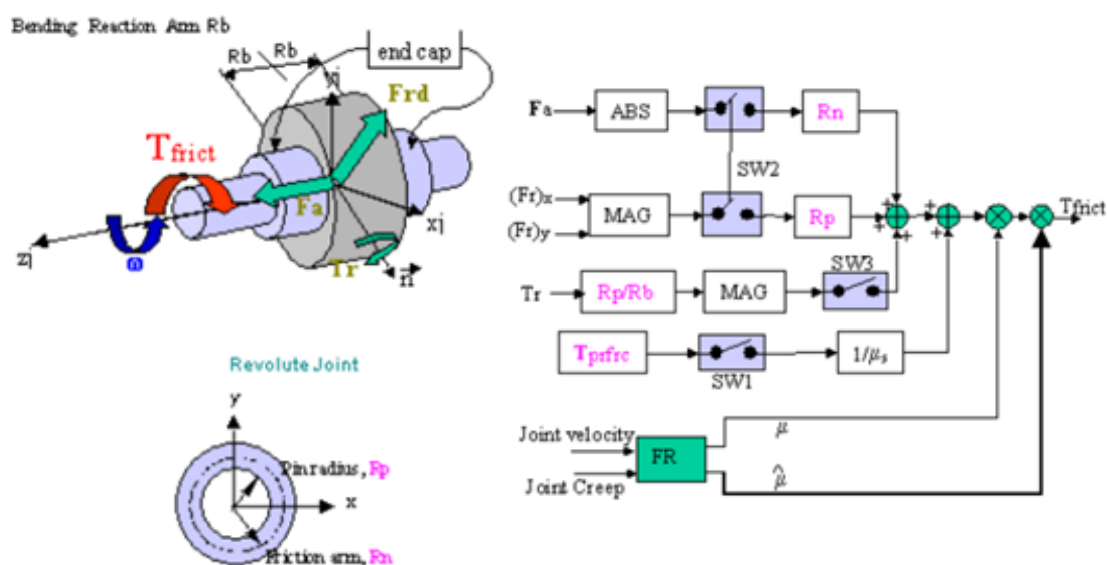 Bending Reaction Arm Rb
Rb Rb
end cap
yj
Frd
Tfrict
Fa
xj
zj
ω
Tr
n
Revolute Joint
y
Pin radius, Rp
x
Friction arm, Rn
Fa ABS Rn
SW2
(Fr)x
(Fr)y
MAG Rp
+ + + + +
Tfrict
SW3
Tr Rp/Rb MAG
Tprfrc 1/μs
SW1
Joint velocity
FR
μ
Joint Creep
μ̂